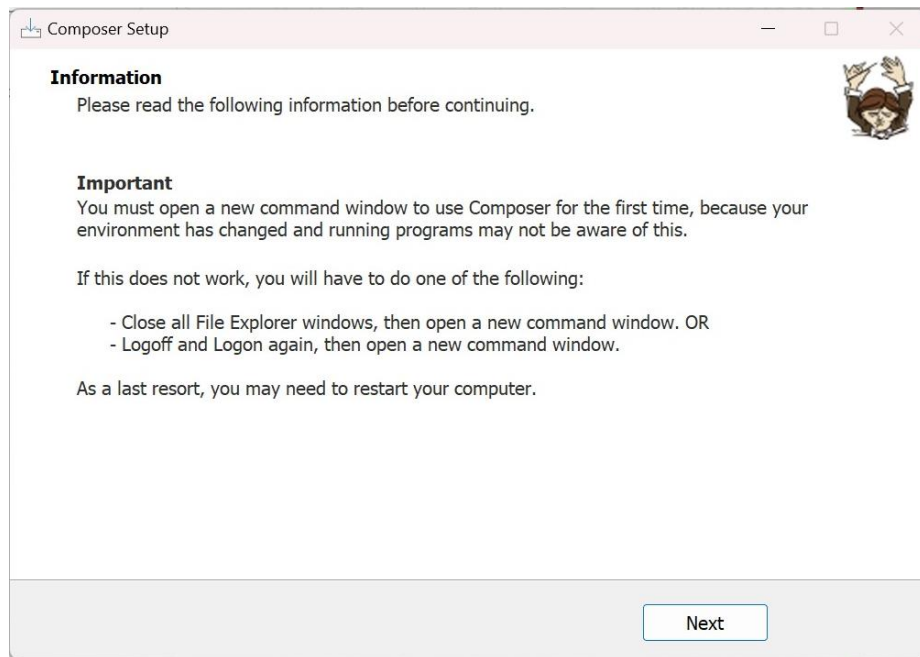 Composer Setup
Information
Please read the following information before continuing.
Important
You must open a new command window to use Composer for the first time, because your
environment has changed and running programs may not be aware of this.
If this does not work, you will have to do one of the following:
- Close all File Explorer windows, then open a new command window. OR
- Logoff and Logon again, then open a new command window.
As a last resort, you may need to restart your computer.
Next